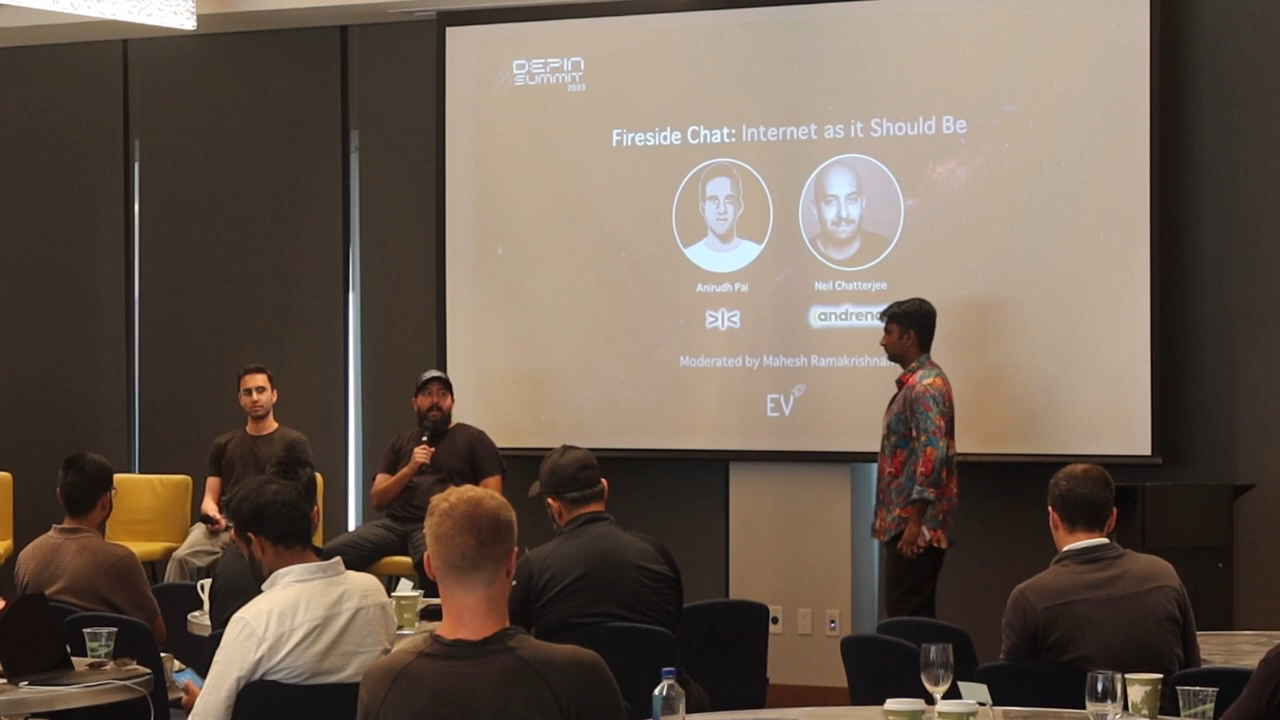 DEPIN
SUMMIT
2023
Fireside Chat: Internet as it Should Be
Anirudh Pai
Neil Chatterjee
andrena
Moderated by Mahesh Ramakrishnan
EV